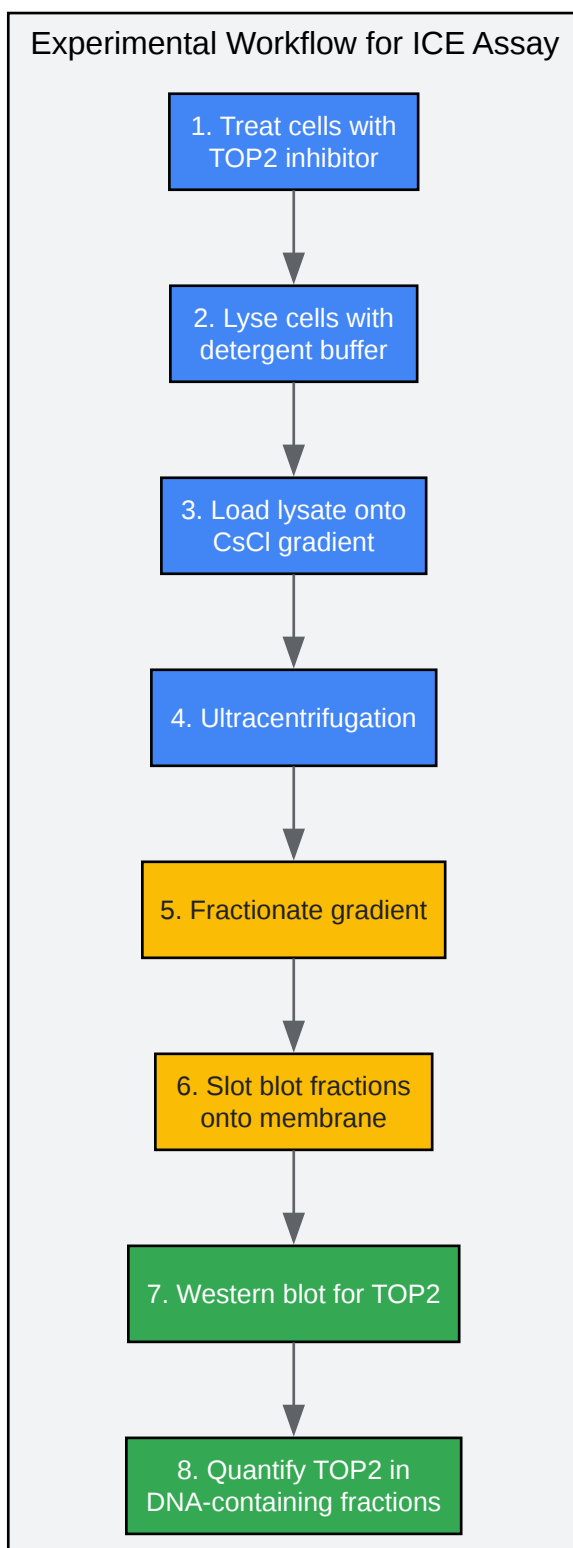 Experimental Workflow for ICE Assay
1. Treat cells with
TOP2 inhibitor
2. Lyse cells with
detergent buffer
3. Load lysate onto
CsCl gradient
4. Ultracentrifugation
5. Fractionate gradient
6. Slot blot fractions
onto membrane
7. Western blot for TOP2
8. Quantify TOP2 in
DNA-containing fractions